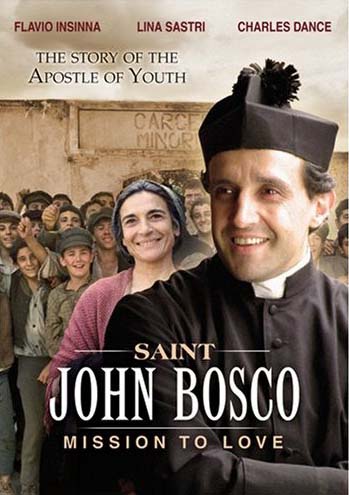 FLAVIO INSINNA LINA SASTRI CHARLES DANCE
THE STORY OF THE
APOSTLE OF YOUTH
CARCE
MINORI
SAINT
JOHN BOSCO
MISSION TO LOVE